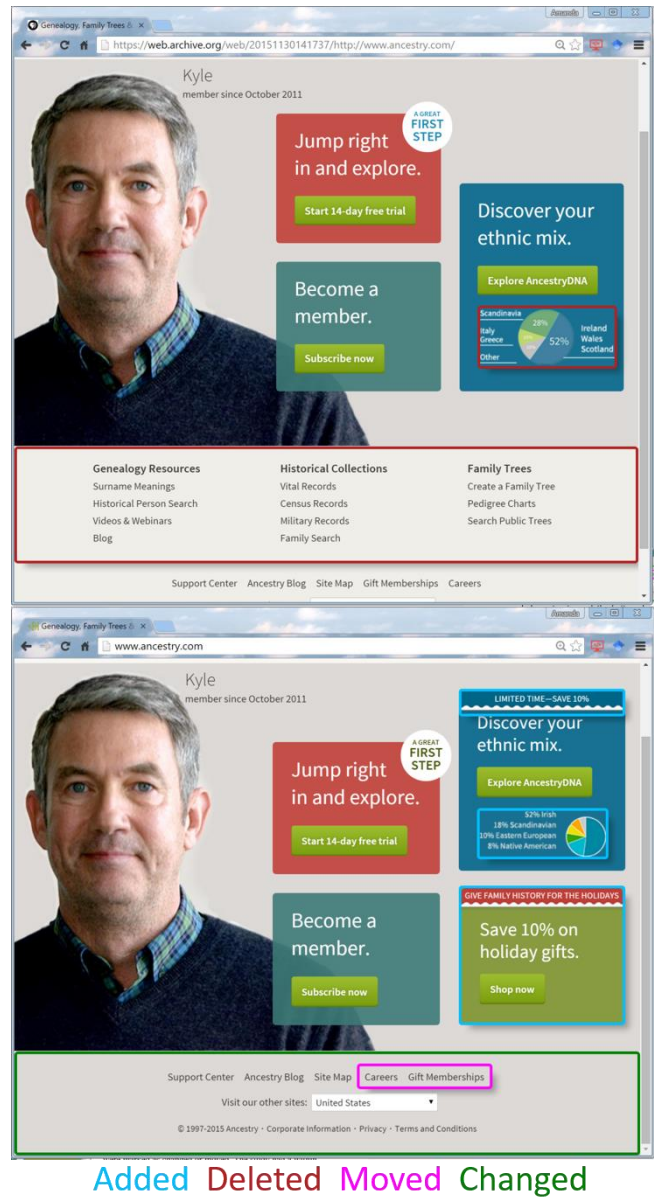 Amanda
Genealogy, Family Trees &
https://web.archive.org/web/20151130141737/http://www.ancestry.com/
Kyle
member since October 2011
A GREAT
FIRST
STEP
Jump right
in and explore.
Start 14-day free trial
Discover your
ethnic mix.
Explore AncestryDNA
Become a
member.
Subscribe now
Scandinavia
28%
Italy
Greece
52%
Ireland
Wales
Scotland
Other
Genealogy Resources
Surname Meanings
Historical Person Search
Videos & Webinars
Blog
Historical Collections
Vital Records
Census Records
Military Records
Family Search
Family Trees
Create a Family Tree
Pedigree Charts
Search Public Trees
Support Center Ancestry Blog Site Map Gift Memberships Careers
Amanda
Genealogy, Family Trees &
www.ancestry.com
Kyle
member since October 2011
LIMITED TIME—SAVE 10%
Discover your
ethnic mix.
Explore AncestryDNA
52% Irish
18% Scandinavian
10% Eastern European
8% Native American
A GREAT
FIRST
STEP
Jump right
in and explore.
Start 14-day free trial
GIVE FAMILY HISTORY FOR THE HOLIDAYS
Save 10% on
holiday gifts.
Shop now
Become a
member.
Subscribe now
Support Center Ancestry Blog Site Map Careers Gift Memberships
Visit our other sites: United States
© 1997-2015 Ancestry · Corporate Information · Privacy · Terms and Conditions
Added Deleted Moved Changed